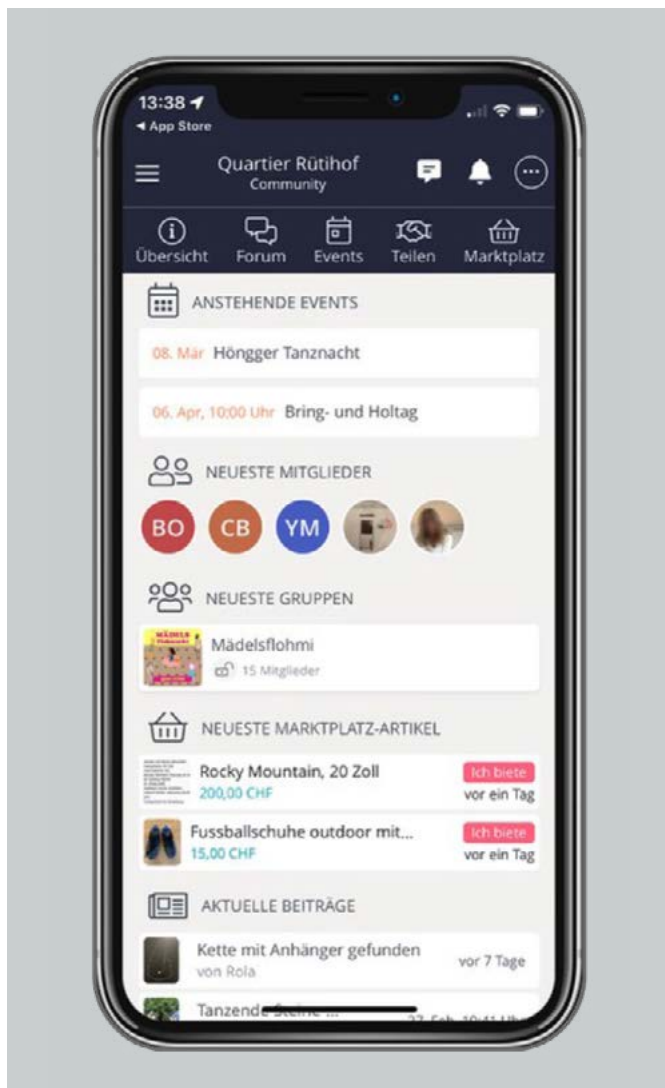 13:38
App Store
Quartier Rütihof
Community
Übersicht Forum Events Teilen Marktplatz
ANSTEHENDE EVENTS
08. Mär Höngger Tanznacht
06. Apr, 10:00 Uhr Bring- und Holtag
NEUESTE MITGLIEDER
BO CB YM
NEUESTE GRUPPEN
MÄDELS
Mädelsflohmi
15 Mitglieder
NEUESTE MARKTPLATZ-ARTIKEL
Rocky Mountain, 20 Zoll Ich biete
200,00 CHF vor ein Tag
Fussballschuhe outdoor mit... Ich biete
15,00 CHF vor ein Tag
AKTUELLE BEITRÄGE
Kette mit Anhänger gefunden vor 7 Tage
von Rola
Tanzende